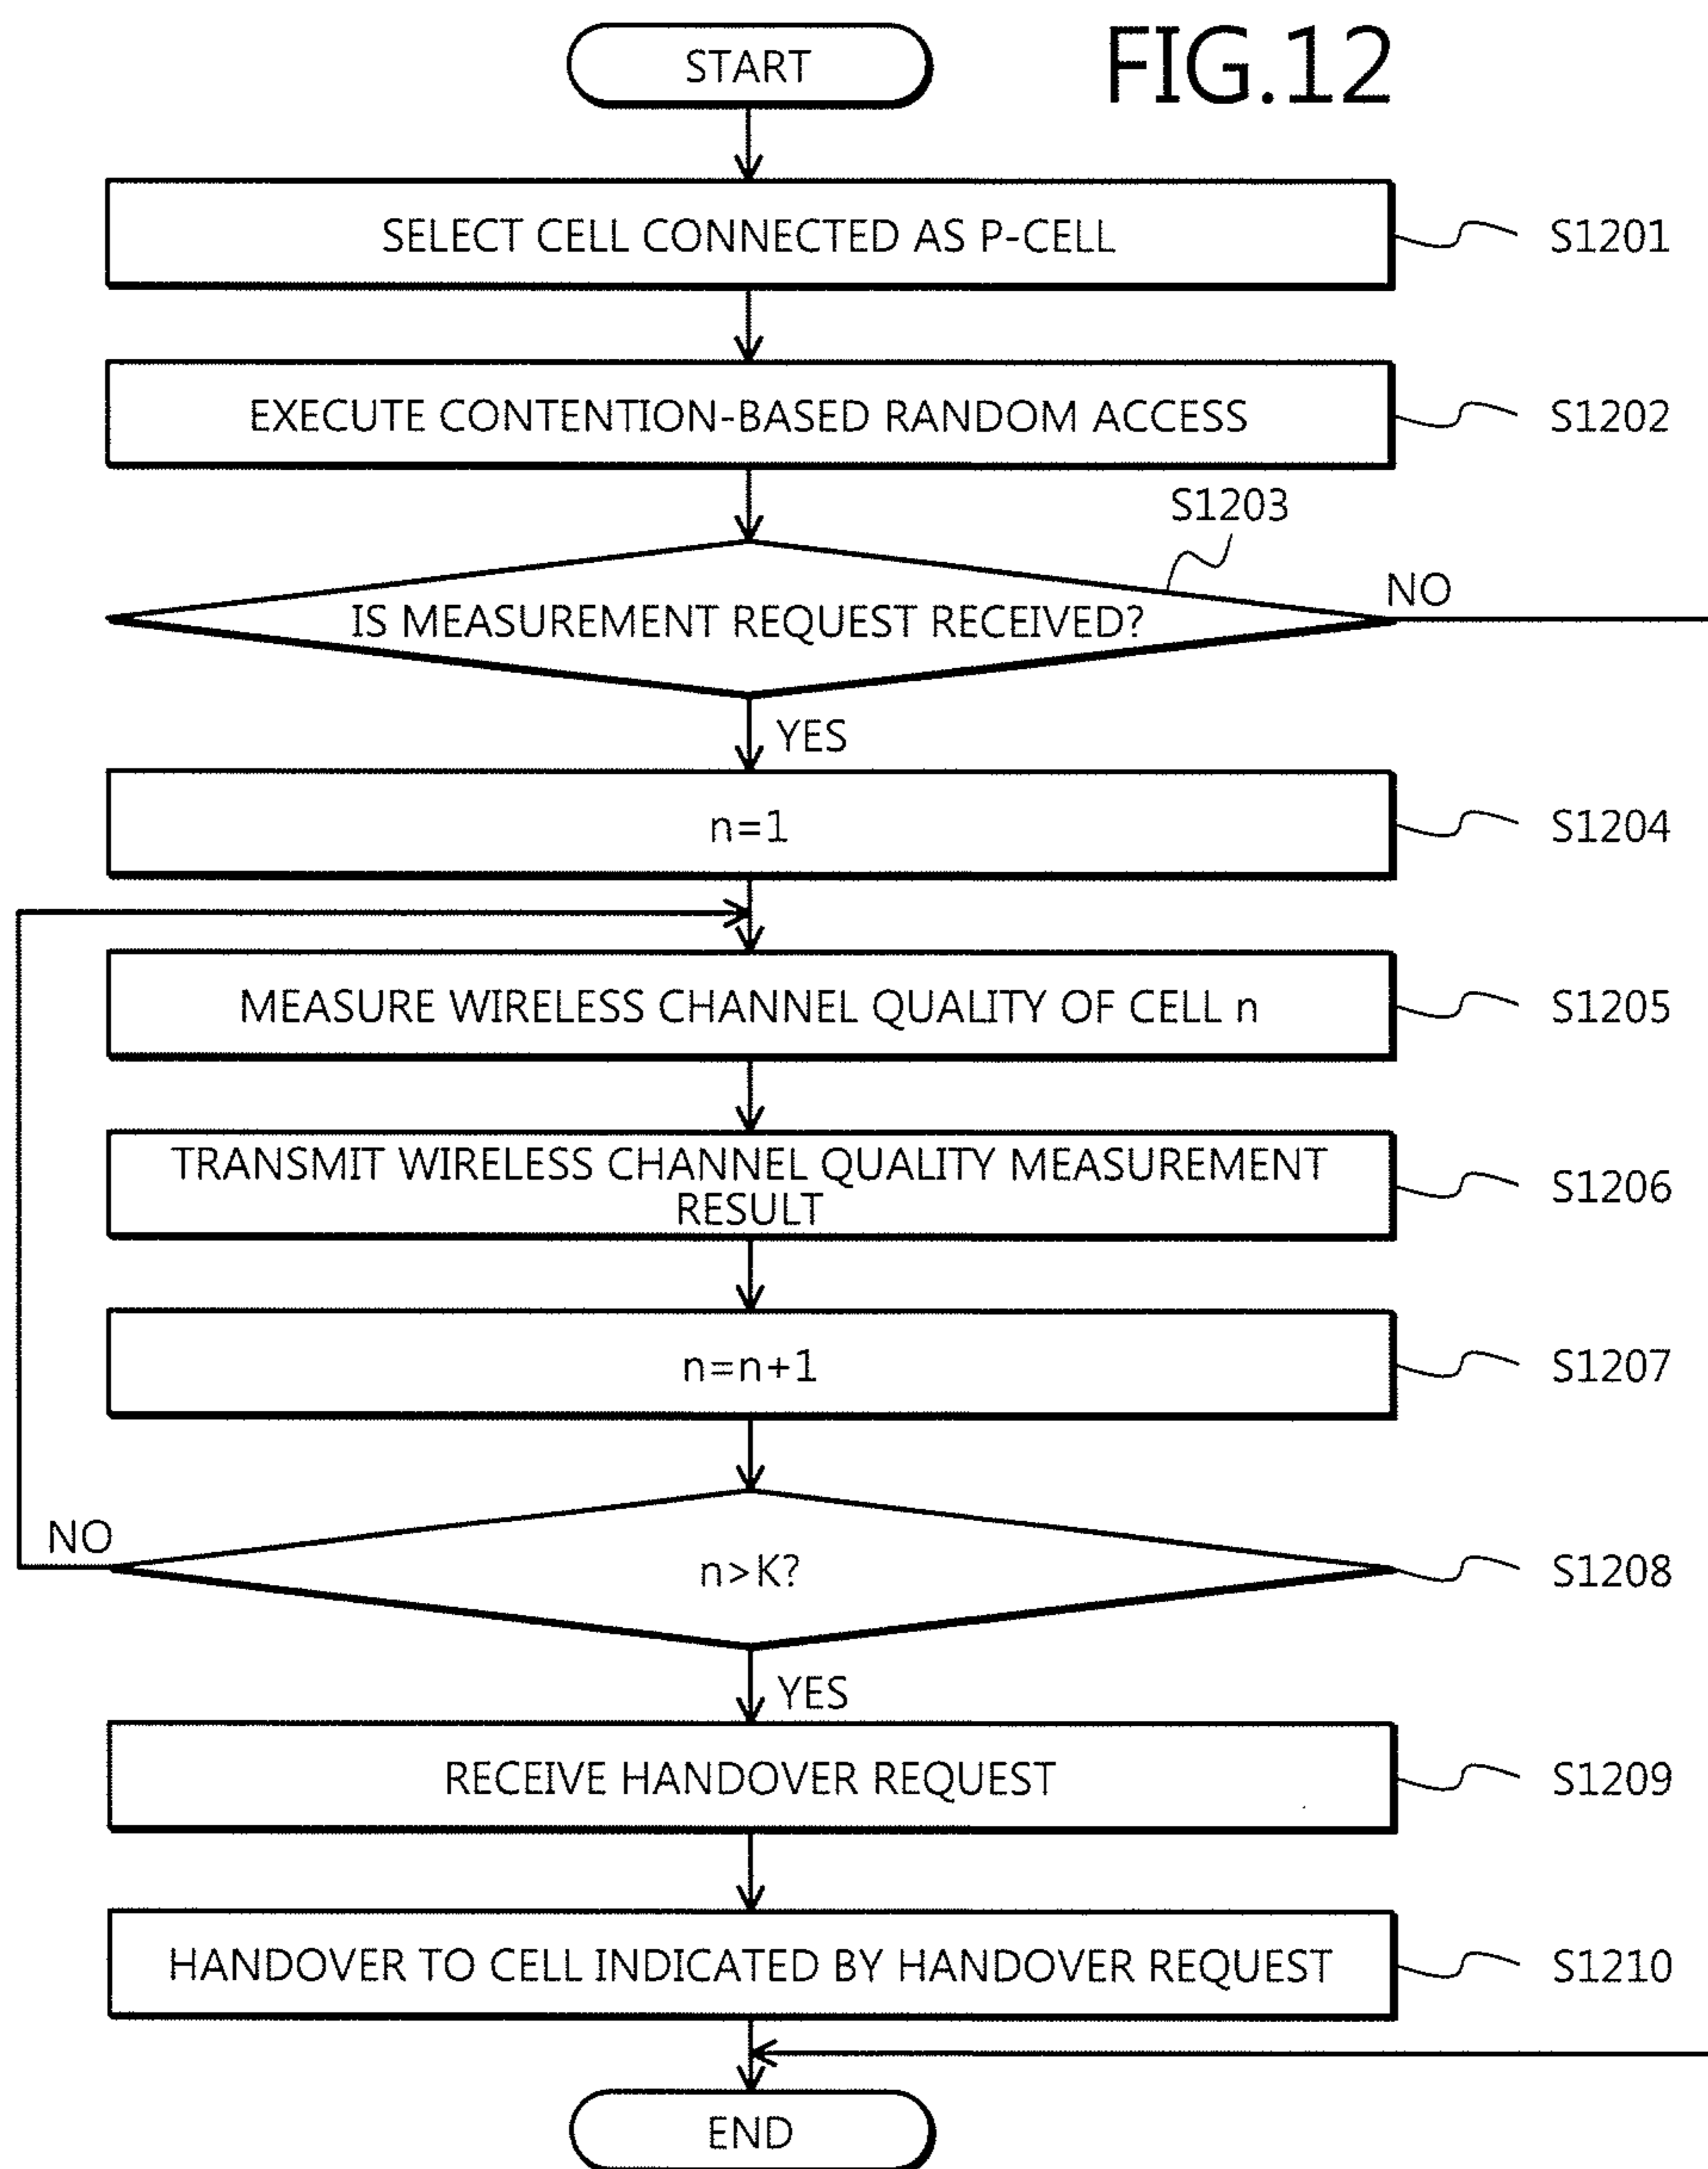 FIG.12
START
SELECT CELL CONNECTED AS P-CELL
S1201
EXECUTE CONTENTION-BASED RANDOM ACCESS
S1202
S1203
IS MEASUREMENT REQUEST RECEIVED?
NO
YES
n=1
S1204
MEASURE WIRELESS CHANNEL QUALITY OF CELL n
S1205
TRANSMIT WIRELESS CHANNEL QUALITY MEASUREMENT
RESULT
S1206
n=n+1
S1207
NO
n>K?
S1208
YES
RECEIVE HANDOVER REQUEST
S1209
HANDOVER TO CELL INDICATED BY HANDOVER REQUEST
S1210
END